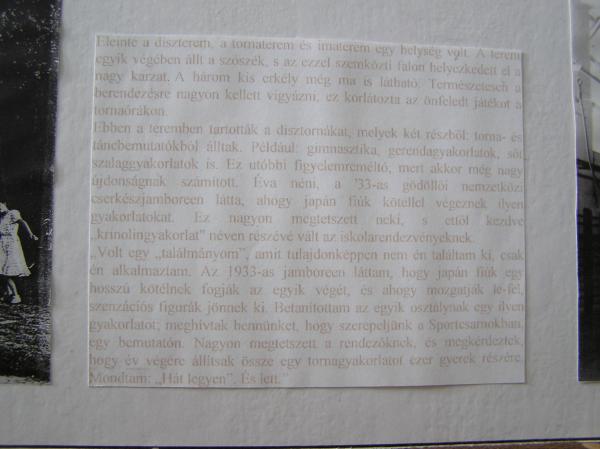 Eleinte a díszterem, a tornaterem és imaterem egy helység volt. A terem
egyik végében állt a szószék, s az ezzel szemközti falon helyezkedett el a
nagy karzat. A három kis erkély még ma is látható. Természetesen a
berendezésre nagyon kellett vigyázni, ez korlátozta az önfeledt játékot a
tornaórákon.
Ebben a teremben tartották a dísztornákat, melyek két részből: torna- és
táncbemutatókból álltak. Például: gimnasztika, gerendagyakorlatok, sőt
szalaggyakorlatok is. Ez utóbbi figyelemreméltó, mert akkor még nagy
újdonságnak számított. Éva néni, a '33-as gödöllői nemzetközi
cserkészjamboreen látta, ahogy japán fiúk kötéllel végeznek ilyen
gyakorlatokat. Ez nagyon megtetszett neki, s ettől kezdve
„krinolingyakorlat" néven részévé vált az iskolarendezvényeknek.
„Volt egy „találmányom", amit tulajdonképpen nem én találtam ki, csak
én alkalmaztam. Az 1933-as jamboreen láttam, hogy japán fiúk egy
hosszú kötélnek fogják az egyik végét, és ahogy mozgatják le-fel,
szenzációs figurák jönnek ki. Betanítottam az egyik osztálynak egy ilyen
gyakorlatot; meghívtak bennünket, hogy szerepeljünk a Sportcsarnokban,
egy bemutatón. Nagyon megtetszett a rendezőknek, és megkérdeztek,
hogy év végére állítsak össze egy tornagyakorlatot ezer gyerek részére.
Mondtam: „Hát legyen". És lett."